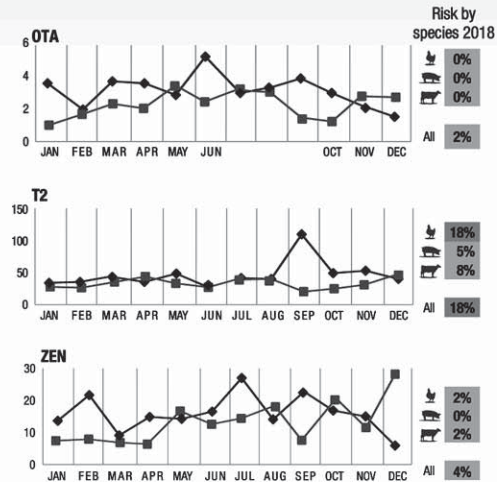 Risk by
species 2018
OTA
6
4
2
0
JAN FEB MAR APR MAY JUN OCT NOV DEC
0%
0%
0%
All 2%
T2
150
100
50
0
JAN FEB MAR APR MAY JUN JUL AUG SEP OCT NOV DEC
18%
5%
8%
All 18%
ZEN
30
20
10
0
JAN FEB MAR APR MAY JUN JUL AUG SEP OCT NOV DEC
2%
0%
2%
All 4%